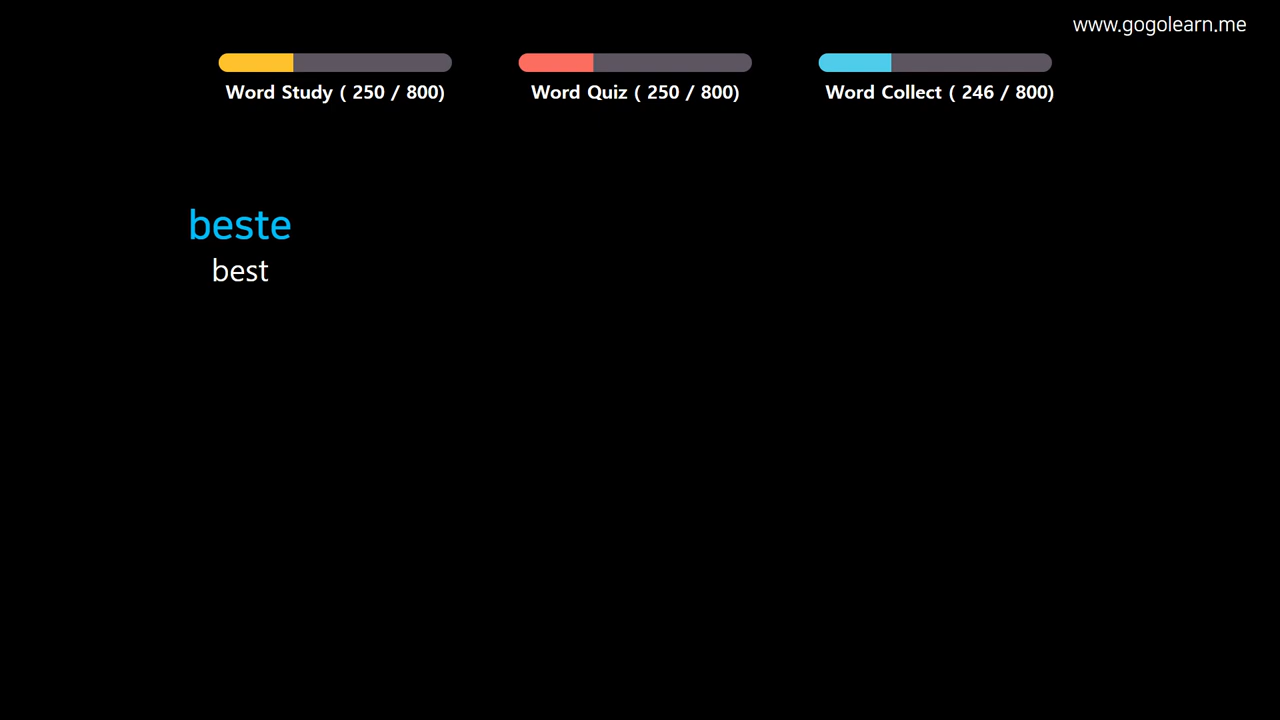 www.gogolearn.me
Word Study ( 250 / 800)
Word Quiz ( 250 / 800)
Word Collect ( 246 / 800)
beste
best